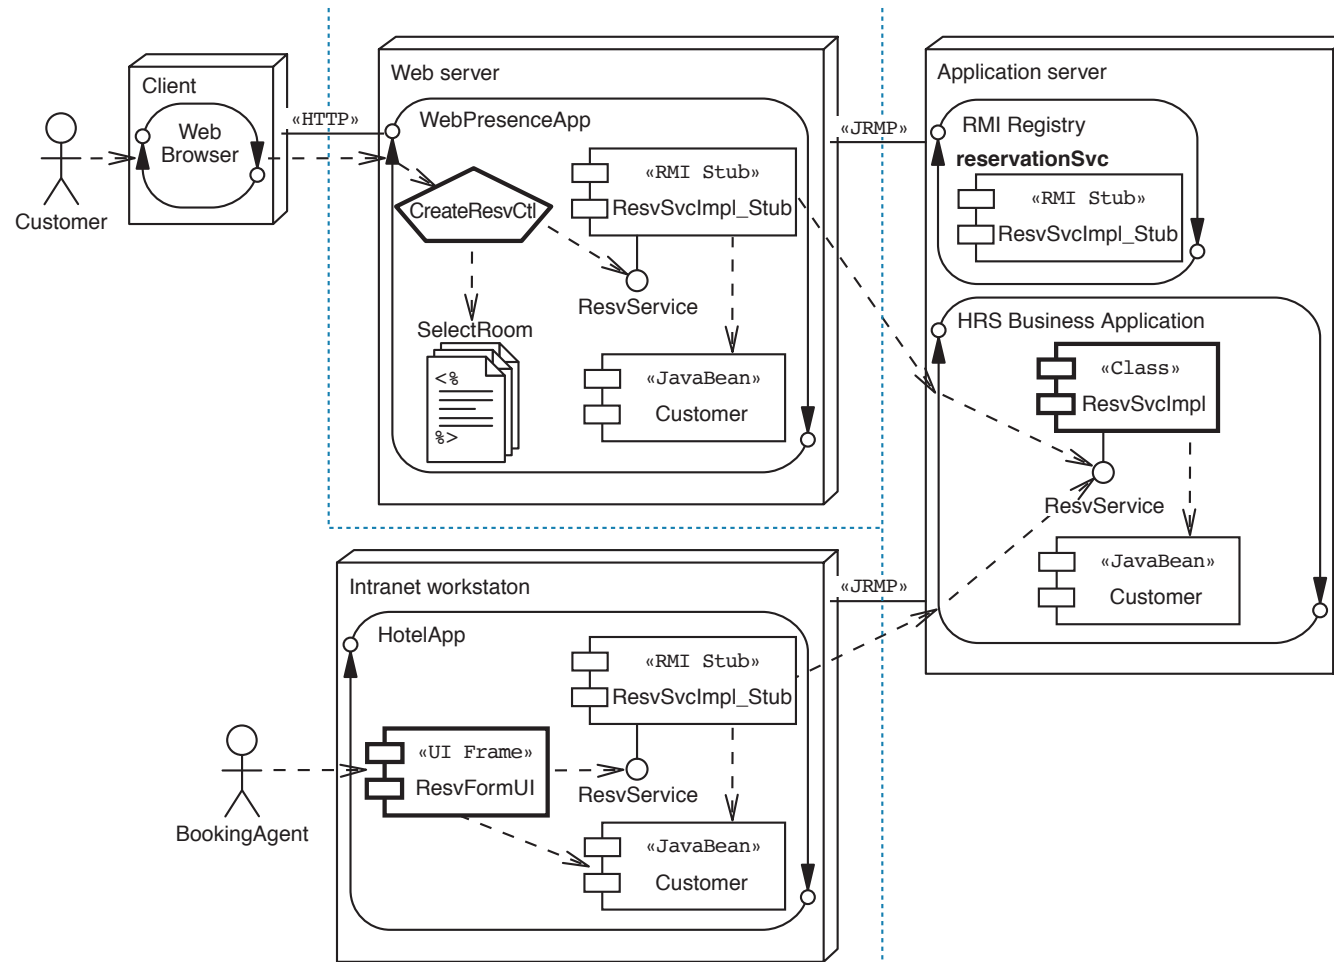 Client
Web
Browser
Customer
«HTTP»
Web server
WebPresenceApp
CreateResvCtl
«RMI Stub»
ResvSvcImpl_Stub
ResvService
SelectRoom
<%
%>
«JavaBean»
Customer
«JRMP»
Application server
RMI Registry
reservationSvc
«RMI Stub»
ResvSvcImpl_Stub
HRS Business Application
«Class»
ResvSvcImpl
ResvService
«JavaBean»
Customer
Intranet workstaton
HotelApp
«RMI Stub»
ResvSvcImpl_Stub
«UI Frame»
ResvFormUI
ResvService
«JavaBean»
Customer
«JRMP»
BookingAgent